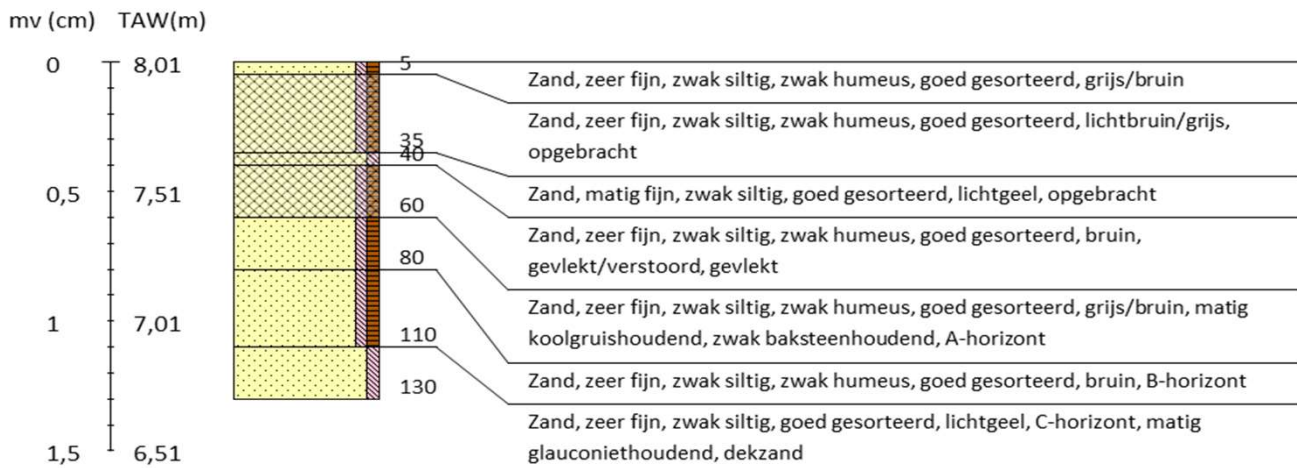 mv (cm) TAW(m)
0 8,01
5
Zand, zeer fijn, zwak siltig, zwak humeus, goed gesorteerd, grijs/bruin
Zand, zeer fijn, zwak siltig, zwak humeus, goed gesorteerd, lichtbruin/grijs,
opgebracht
35
40
Zand, matig fijn, zwak siltig, goed gesorteerd, lichtgeel, opgebracht
0,5 7,51
60
Zand, zeer fijn, zwak siltig, zwak humeus, goed gesorteerd, bruin,
gevlekt/verstoord, gevlekt
80
Zand, zeer fijn, zwak siltig, zwak humeus, goed gesorteerd, grijs/bruin, matig
koolgruishoudend, zwak baksteenhoudend, A-horizont
1 7,01
110
Zand, zeer fijn, zwak siltig, zwak humeus, goed gesorteerd, bruin, B-horizont
130
Zand, zeer fijn, zwak siltig, goed gesorteerd, lichtgeel, C-horizont, matig
glauconiethoudend, dekzand
1,5 6,51